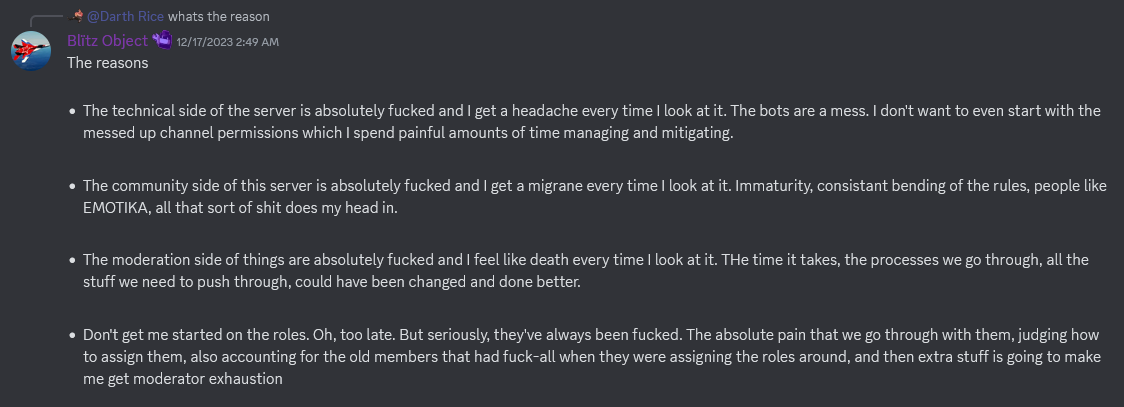 @Darth Rice whats the reason
Blitz Object 12/17/2023 2:49 AM
The reasons
• The technical side of the server is absolutely fucked and I get a headache every time I look at it. The bots are a mess. I don't want to even start with the
messed up channel permissions which I spend painful amounts of time managing and mitigating.
• The community side of this server is absolutely fucked and I get a migrane every time I look at it. Immaturity, consistant bending of the rules, people like
EMOTIKA, all that sort of shit does my head in.
• The moderation side of things are absolutely fucked and I feel like death every time I look at it. THe time it takes, the processes we go through, all the
stuff we need to push through, could have been changed and done better.
• Don't get me started on the roles. Oh, too late. But seriously, they've always been fucked. The absolute pain that we go through with them, judging how
to assign them, also accounting for the old members that had fuck-all when they were assigning the roles around, and then extra stuff is going to make
me get moderator exhaustion